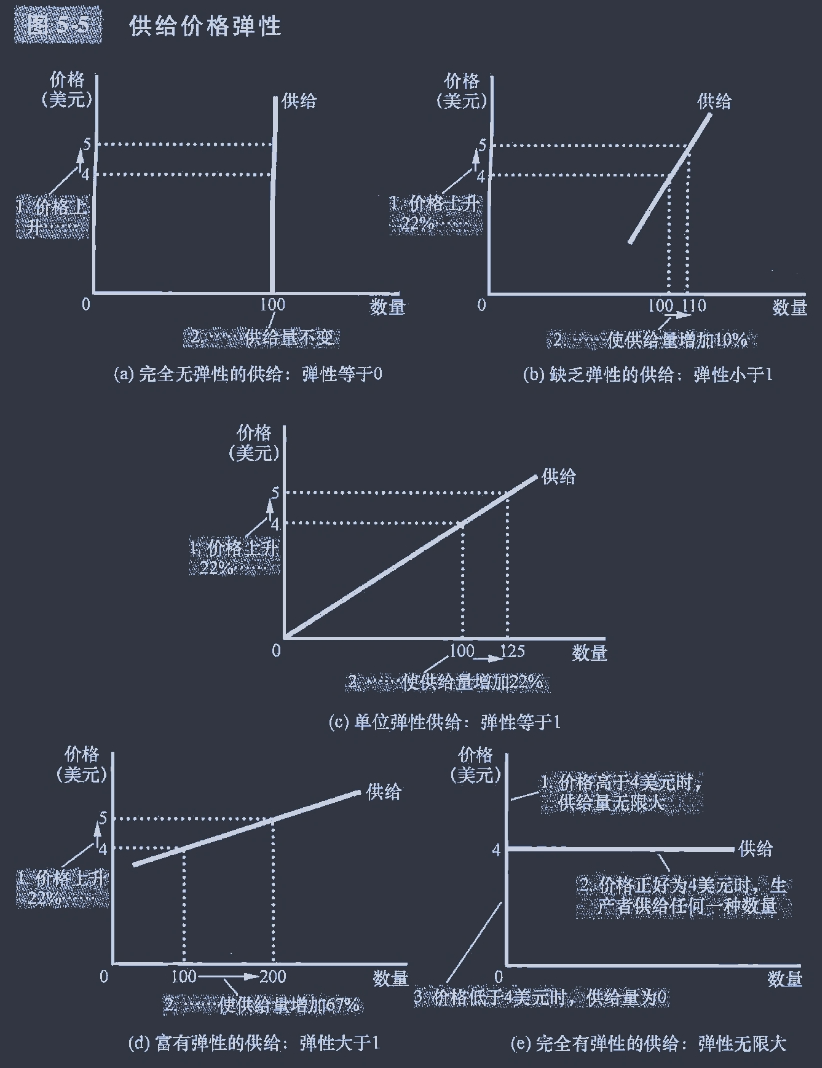 图 5-5 供给价格弹性
价格
(美元)
供给
5
4
1. 价格上
升……
0
100
数量
2. ……供给量不变
(a) 完全无弹性的供给：弹性等于0
价格
(美元)
供给
5
4
1. 价格上升
22%……
0
100
110
数量
2. ……使供给量增加10%
(b) 缺乏弹性的供给：弹性小于1
价格
(美元)
供给
5
4
1. 价格上升
22%……
0
100
125
数量
2. ……使供给量增加22%
(c) 单位弹性供给：弹性等于1
价格
(美元)
供给
5
4
1. 价格上升
22%……
0
100
200
数量
2. ……使供给量增加67%
(d) 富有弹性的供给：弹性大于1
价格
(美元)
1. 价格高于4美元时，
供给量无限大
4
供给
2. 价格正好为4美元时，生
产者供给任何一种数量
0
数量
3. 价格低于4美元时，供给量为0
(e) 完全有弹性的供给：弹性无限大